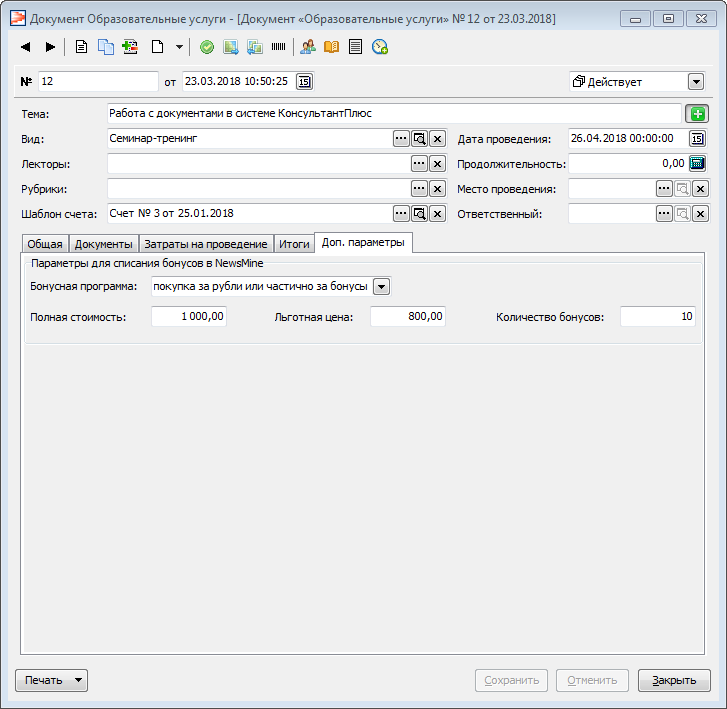 Документ Образовательные услуги - [Документ «Образовательные услуги» № 12 от 23.03.2018]
№ 12 от 23.03.2018 10:50:25 15 Действует
Тема: Работа с документами в системе КонсультантПлюс
Вид: Семинар-тренинг Дата проведения: 26.04.2018 00:00:00 15
Лекторы: Продолжительность: 0,00
Рубрики: Место проведения:
Шаблон счета: Счет № 3 от 25.01.2018 Ответственный:
Общая Документы Затраты на проведение Итоги Доп. параметры
Параметры для списания бонусов в NewsMine
Бонусная программа: покупка за рубли или частично за бонусы
Полная стоимость: 1 000,00 Льготная цена: 800,00 Количество бонусов: 10
Печать Сохранить Отменить Закрыть